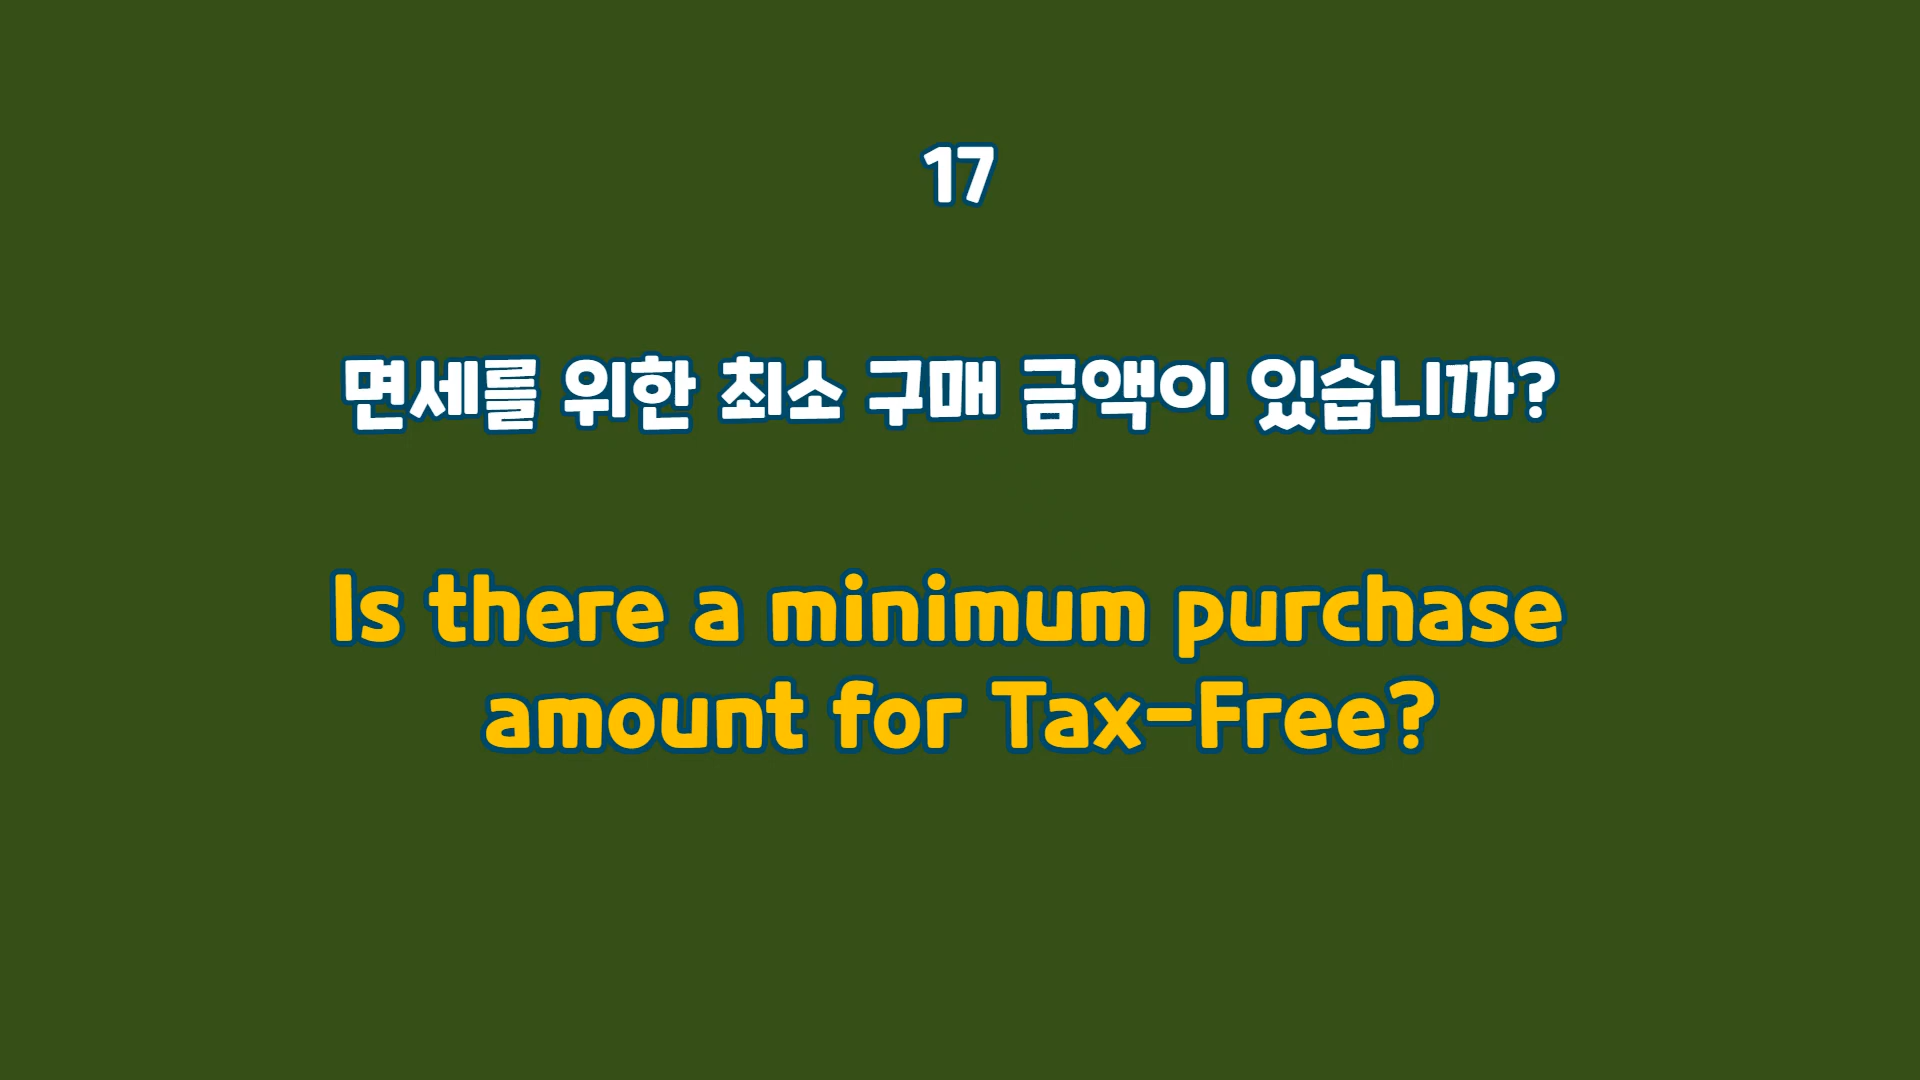 17
면세를 위한 최소 구매 금액이 있습니까?
Is there a minimum purchase
amount for Tax-Free?